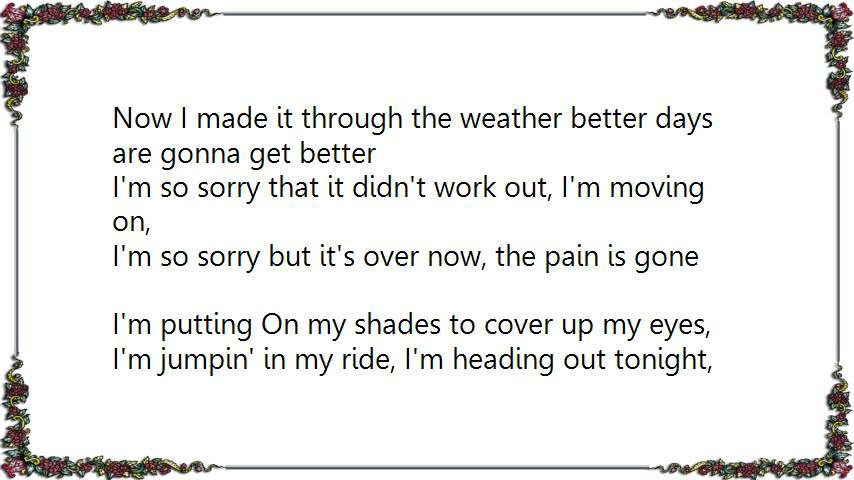 Now I made it through the weather better days
are gonna get better
I'm so sorry that it didn't work out, I'm moving
on,
I'm so sorry but it's over now, the pain is gone
I'm putting On my shades to cover up my eyes,
I'm jumpin' in my ride, I'm heading out tonight,